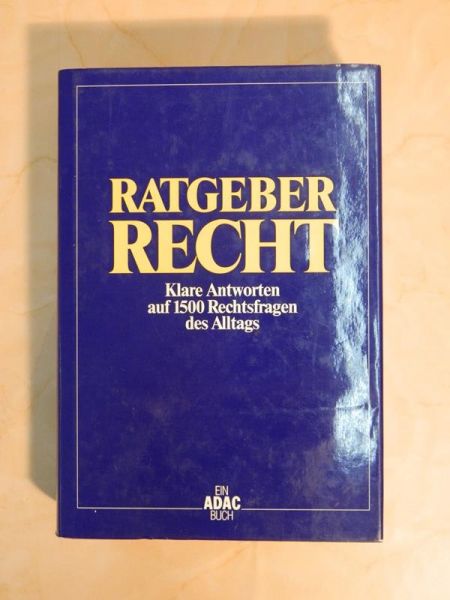 RATGEBER
RECHT
Klare Antworten
auf 1500 Rechtsfragen
des Alltags
EIN
ADAC
BUCH